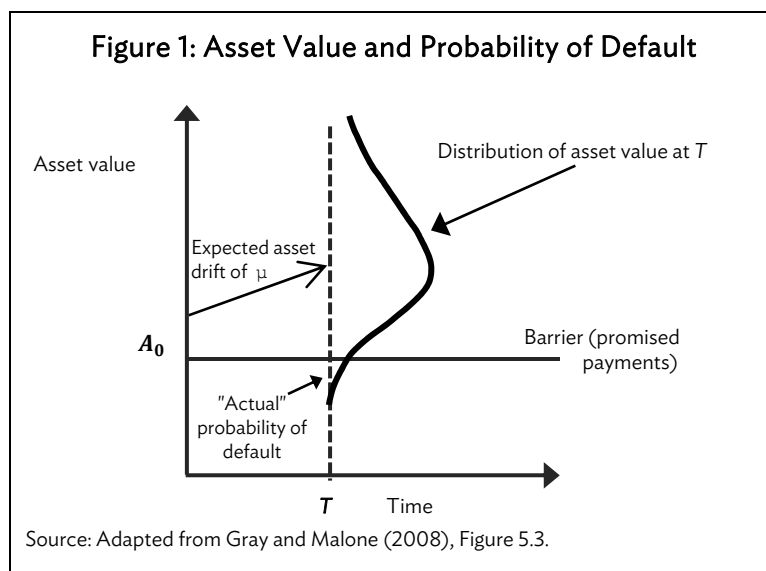 Figure 1: Asset Value and Probability of Default
Asset value
Distribution of asset value at T
Expected asset
drift of μ
A₀
Barrier (promised
payments)
"Actual"
probability of
default
T
Time
Source: Adapted from Gray and Malone (2008), Figure 5.3.